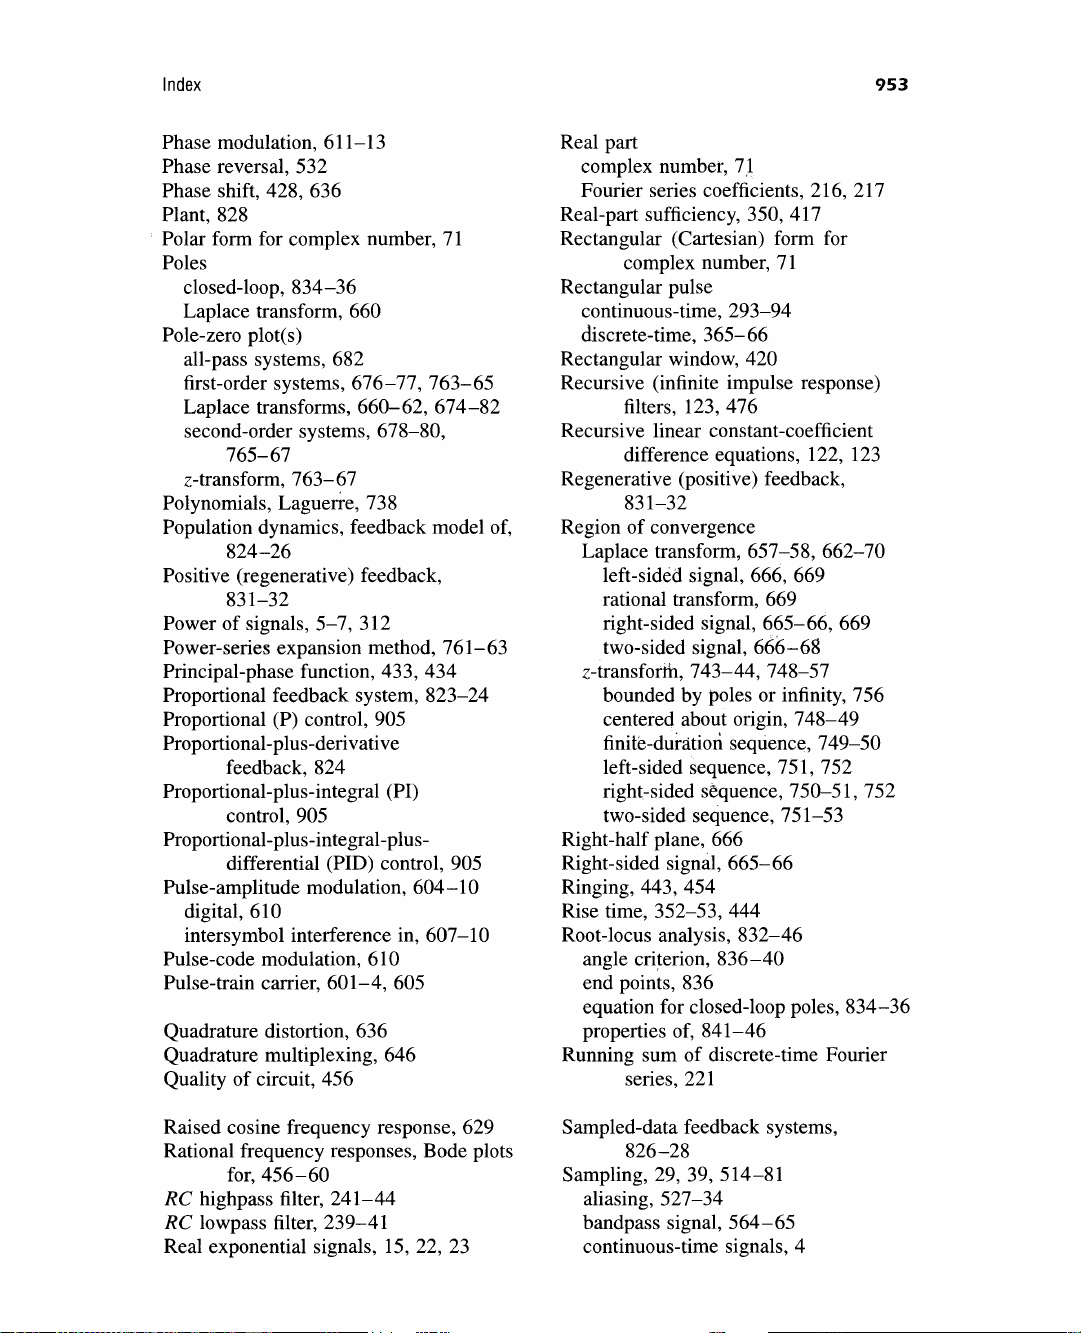 Index
953
Phase modulation, 611–13
Phase reversal, 532
Phase shift, 428, 636
Plant, 828
Polar form for complex number, 71
Poles
closed-loop, 834–36
Laplace transform, 660
Pole-zero plot(s)
all-pass systems, 682
first-order systems, 676–77, 763–65
Laplace transforms, 660–62, 674–82
second-order systems, 678–80,
765–67
z-transform, 763–67
Polynomials, Laguerre, 738
Population dynamics, feedback model of,
824–26
Positive (regenerative) feedback,
831–32
Power of signals, 5–7, 312
Power-series expansion method, 761–63
Principal-phase function, 433, 434
Proportional feedback system, 823–24
Proportional (P) control, 905
Proportional-plus-derivative
feedback, 824
Proportional-plus-integral (PI)
control, 905
Proportional-plus-integral-plus-
differential (PID) control, 905
Pulse-amplitude modulation, 604–10
digital, 610
intersymbol interference in, 607–10
Pulse-code modulation, 610
Pulse-train carrier, 601–4, 605
Quadrature distortion, 636
Quadrature multiplexing, 646
Quality of circuit, 456
Raised cosine frequency response, 629
Rational frequency responses, Bode plots
for, 456–60
RC highpass filter, 241–44
RC lowpass filter, 239–41
Real exponential signals, 15, 22, 23
Real part
complex number, 71
Fourier series coefficients, 216, 217
Real-part sufficiency, 350, 417
Rectangular (Cartesian) form for
complex number, 71
Rectangular pulse
continuous-time, 293–94
discrete-time, 365–66
Rectangular window, 420
Recursive (infinite impulse response)
filters, 123, 476
Recursive linear constant-coefficient
difference equations, 122, 123
Regenerative (positive) feedback,
831–32
Region of convergence
Laplace transform, 657–58, 662–70
left-sided signal, 666, 669
rational transform, 669
right-sided signal, 665–66, 669
two-sided signal, 666–68
z-transform, 743–44, 748–57
bounded by poles or infinity, 756
centered about origin, 748–49
finite-duration sequence, 749–50
left-sided sequence, 751, 752
right-sided sequence, 750–51, 752
two-sided sequence, 751–53
Right-half plane, 666
Right-sided signal, 665–66
Ringing, 443, 454
Rise time, 352–53, 444
Root-locus analysis, 832–46
angle criterion, 836–40
end points, 836
equation for closed-loop poles, 834–36
properties of, 841–46
Running sum of discrete-time Fourier
series, 221
Sampled-data feedback systems,
826–28
Sampling, 29, 39, 514–81
aliasing, 527–34
bandpass signal, 564–65
continuous-time signals, 4